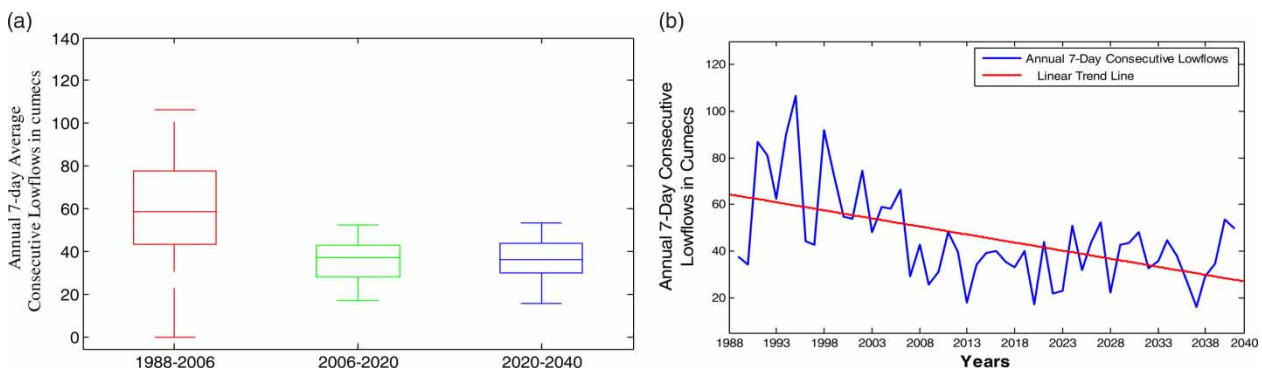 (a)
Annual 7-day Average
Consecutive Lowflows in cumecs
140
120
100
80
60
40
20
0
1988-2006
2006-2020
2020-2040
(b)
Annual 7-Day Consecutive
Lowflows in Cumecs
120
100
80
60
40
20
Annual 7-Day Consecutive Lowflows
Linear Trend Line
1988 1993 1998 2003 2008 2013 2018 2023 2028 2033 2038 2040
Years